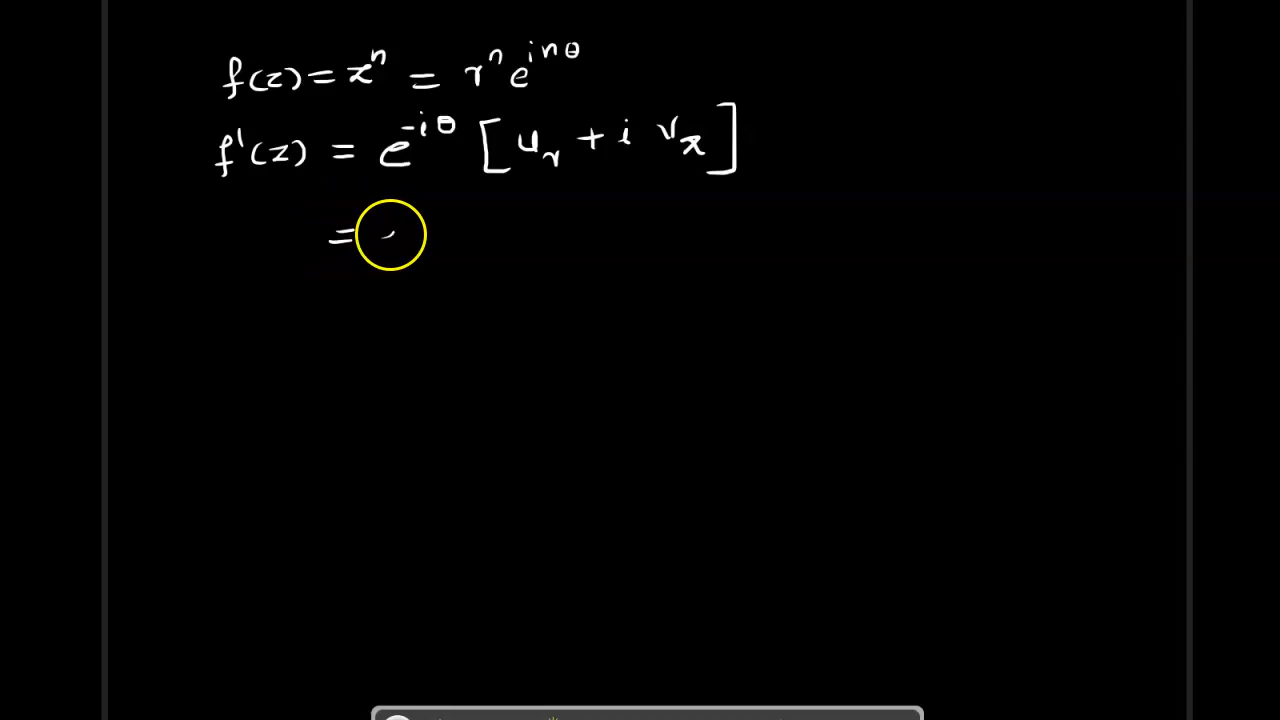 f(z) = z^n = r^n e^{inθ}
f'(z) = e^{-iθ} [u_r + i v_r]
=